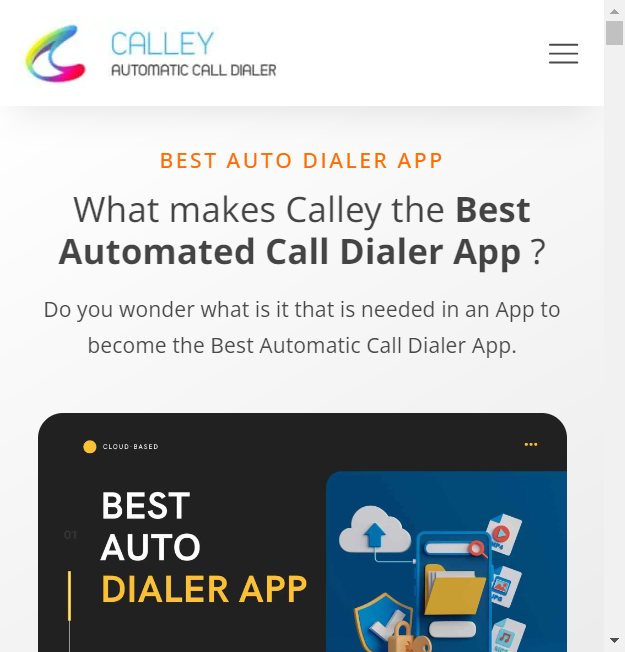 CALLEY
AUTOMATIC CALL DIALER
BEST AUTO DIALER APP
What makes Calley the Best
Automated Call Dialer App ?
Do you wonder what is it that is needed in an App to
become the Best Automatic Call Dialer App.
CLOUD-BASED
01
BEST
AUTO
DIALER APP
MP4